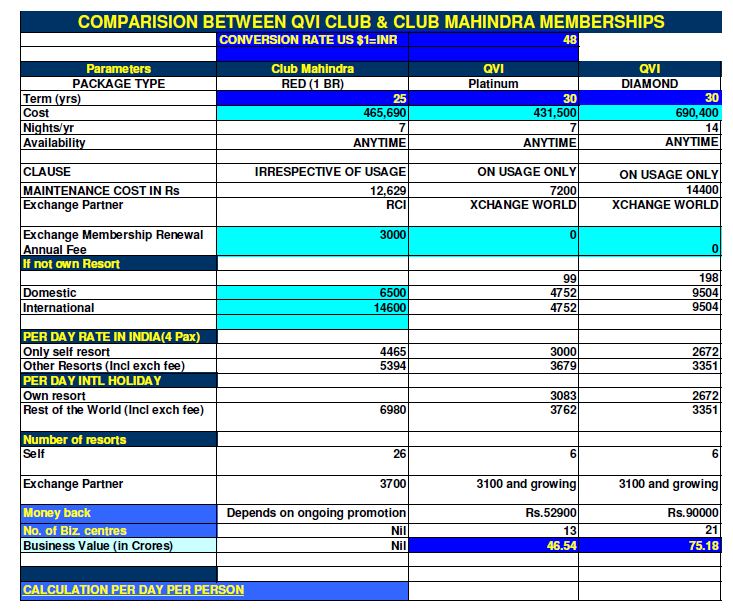 COMPARISION BETWEEN QVI CLUB & CLUB MAHINDRA MEMBERSHIPS
CONVERSION RATE US $1=INR 48
Parameters Club Mahindra QVI QVI
PACKAGE TYPE RED (1 BR) Platinum DIAMOND
Term (yrs) 25 30 30
Cost 465,690 431,500 690,400
Nights/yr 7 7 14
Availability ANYTIME ANYTIME ANYTIME
CLAUSE IRRESPECTIVE OF USAGE ON USAGE ONLY ON USAGE ONLY
MAINTENANCE COST IN Rs 12,629 7200 14400
Exchange Partner RCI XCHANGE WORLD XCHANGE WORLD
Exchange Membership Renewal 3000 0
Annual Fee 0
If not own Resort
99 198
Domestic 6500 4752 9504
International 14600 4752 9504
PER DAY RATE IN INDIA(4 Pax)
Only self resort 4465 3000 2672
Other Resorts (Incl exch fee) 5394 3679 3351
PER DAY INTL HOLIDAY
Own resort 3083 2672
Rest of the World (Incl exch fee) 6980 3762 3351
Number of resorts
Self 26 6 6
Exchange Partner 3700 3100 and growing 3100 and growing
Money back Depends on ongoing promotion Rs.52900 Rs.90000
No. of Biz. centres Nil 13 21
Business Value (in Crores) Nil 46.54 75.18
CALCULATION PER DAY PER PERSON